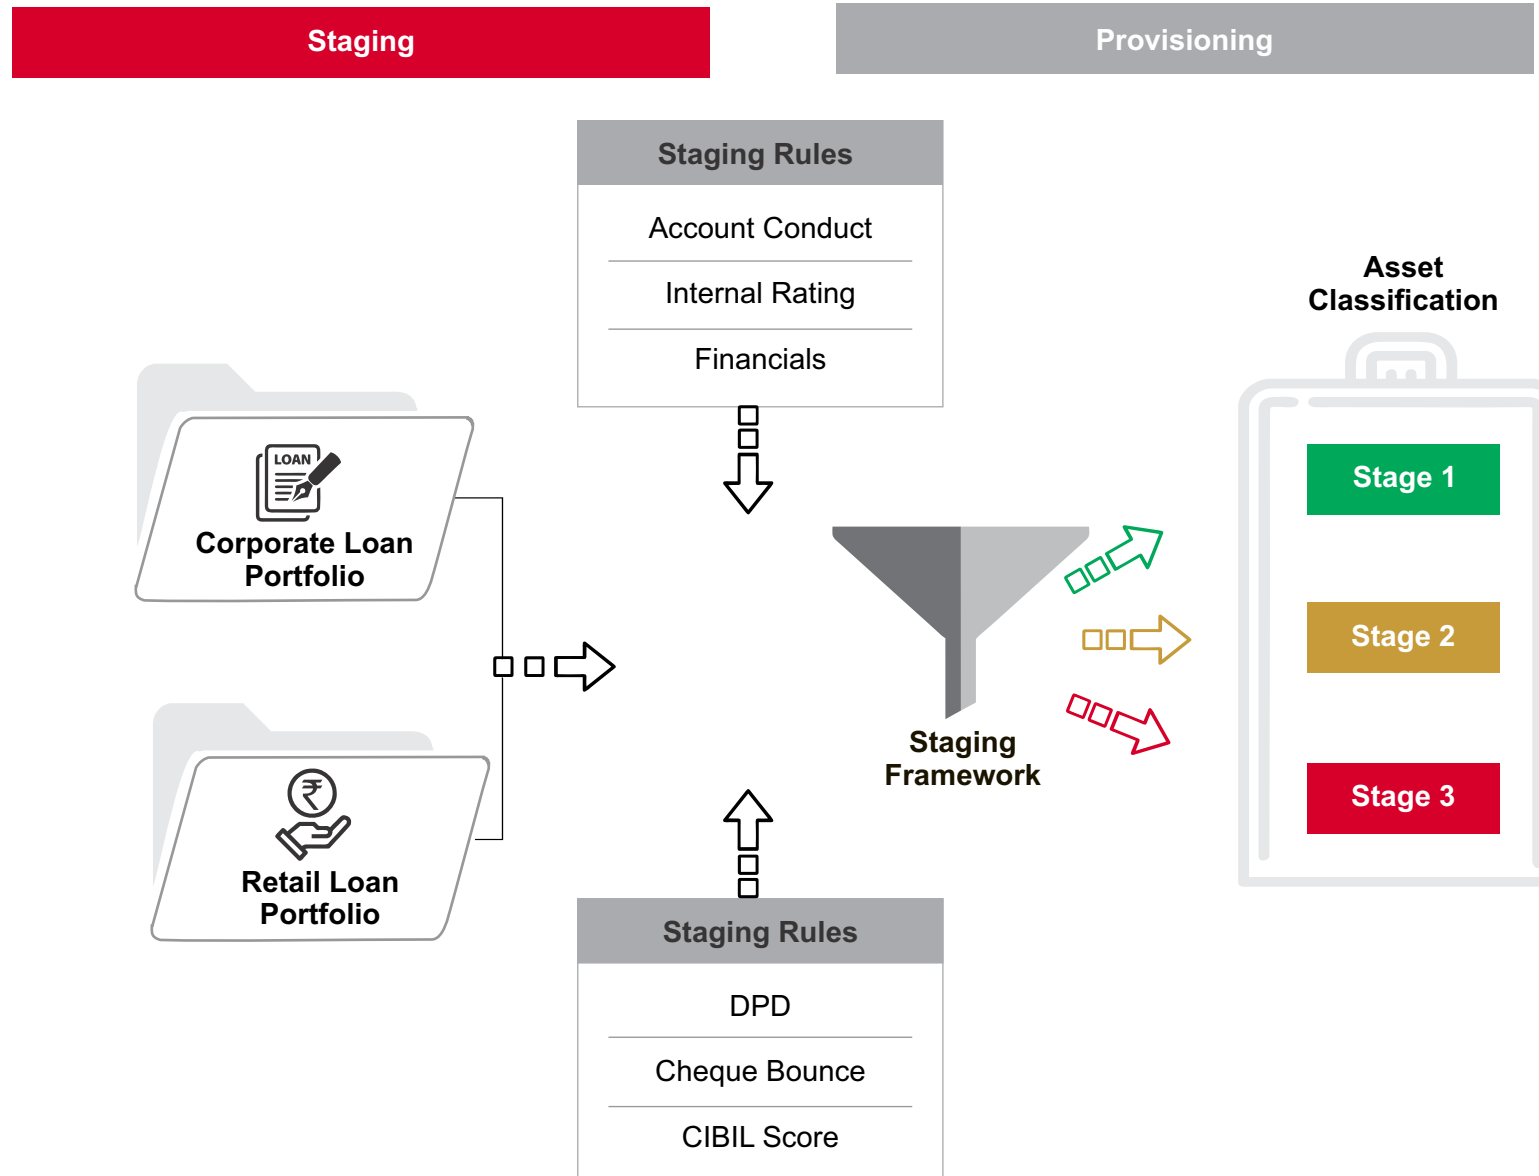 Staging
Provisioning
Staging Rules
Account Conduct
Internal Rating
Financials
Asset
Classification
LOAN
Corporate Loan
Portfolio
Stage 1
Stage 2
Stage 3
Staging
Framework
₹
Retail Loan
Portfolio
Staging Rules
DPD
Cheque Bounce
CIBIL Score